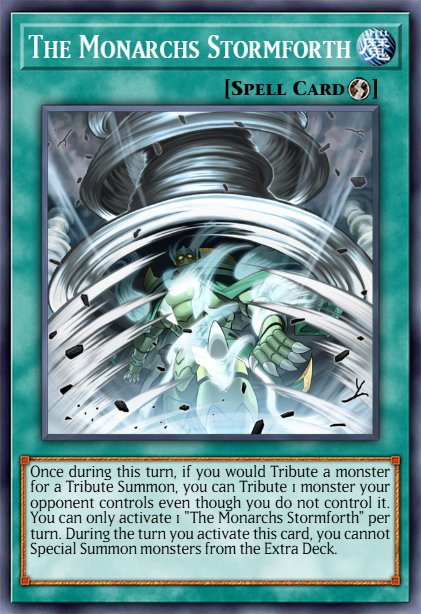 The Monarchs Stormforth
魔
[Spell Card]
Once during this turn, if you would Tribute a monster
for a Tribute Summon, you can Tribute 1 monster your
opponent controls even though you do not control it.
You can only activate 1 "The Monarchs Stormforth" per
turn. During the turn you activate this card, you cannot
Special Summon monsters from the Extra Deck.